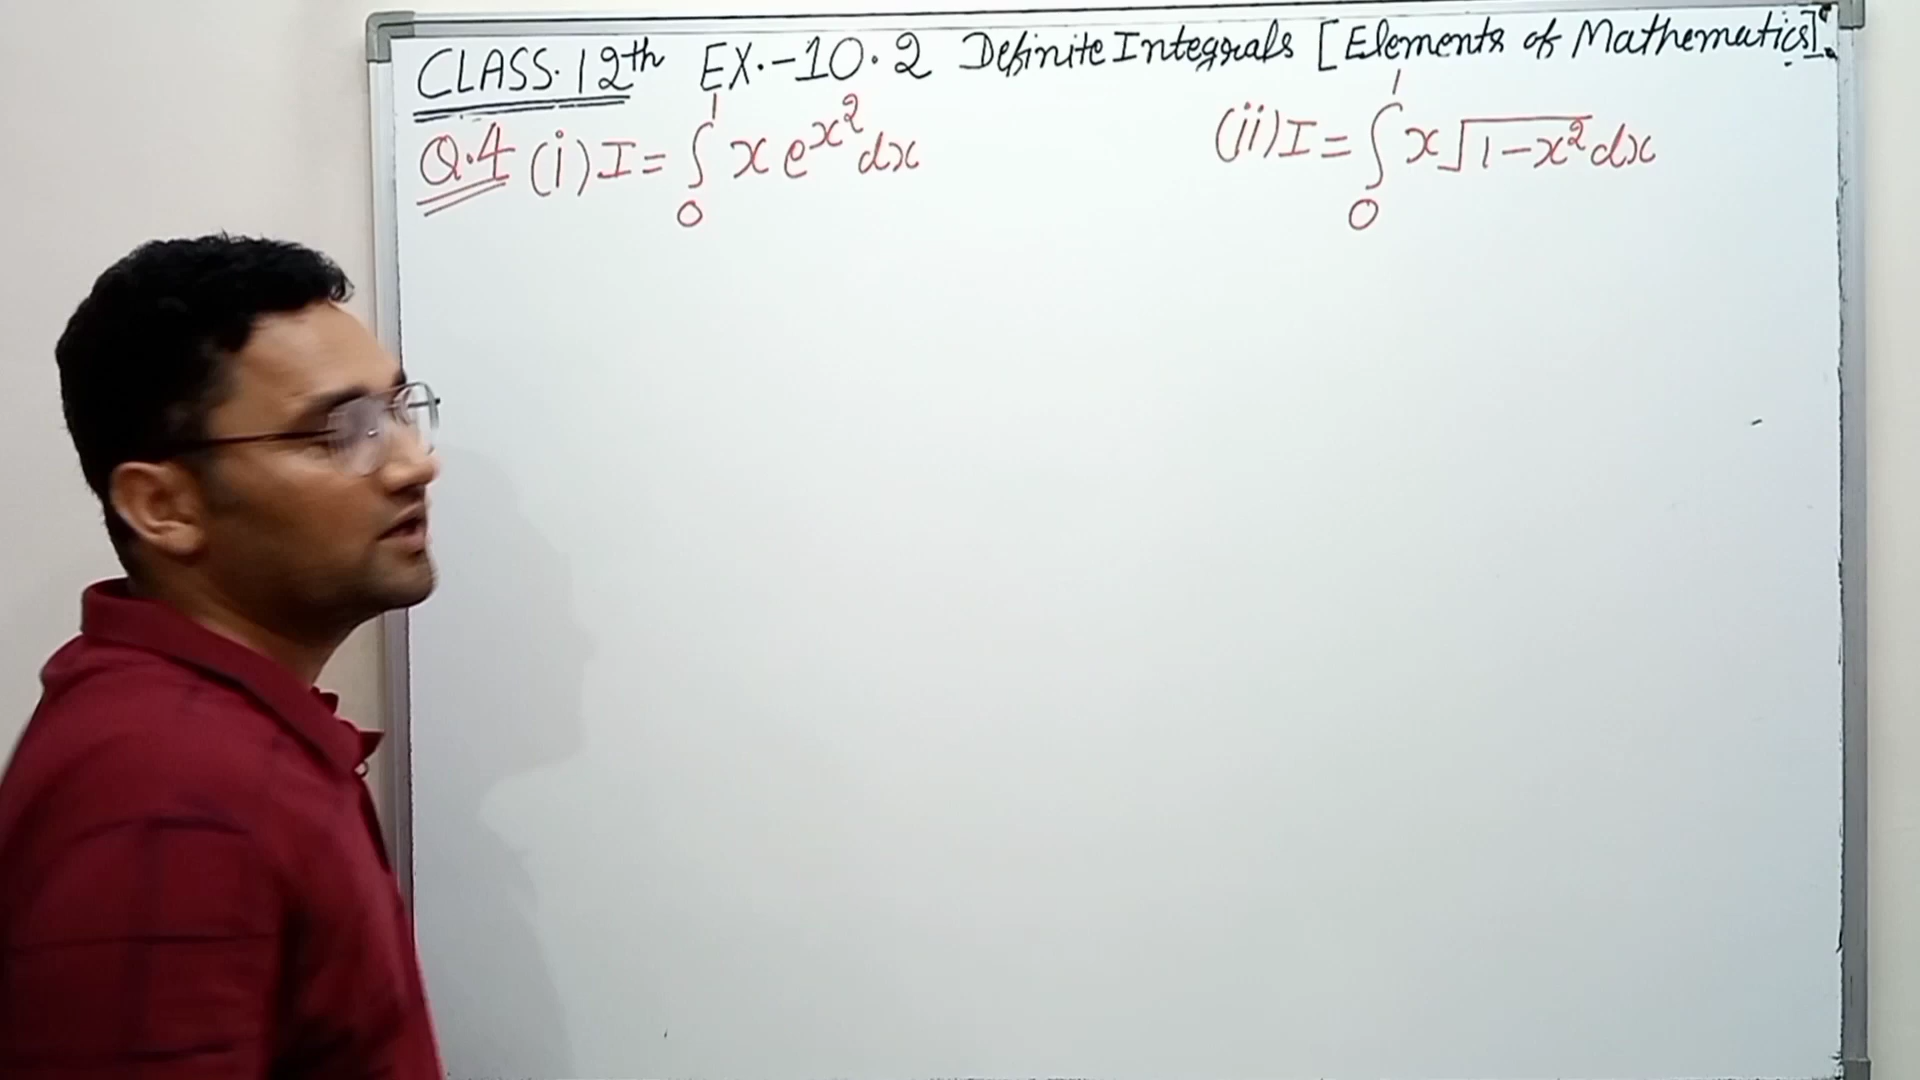 CLASS. 12th EX.-10.2 Definite Integrals [Elements of Mathematics]
Q.4 (i) I = ∫₀¹ x e^{x²} dx (ii) I = ∫₀¹ x√(1-x²) dx